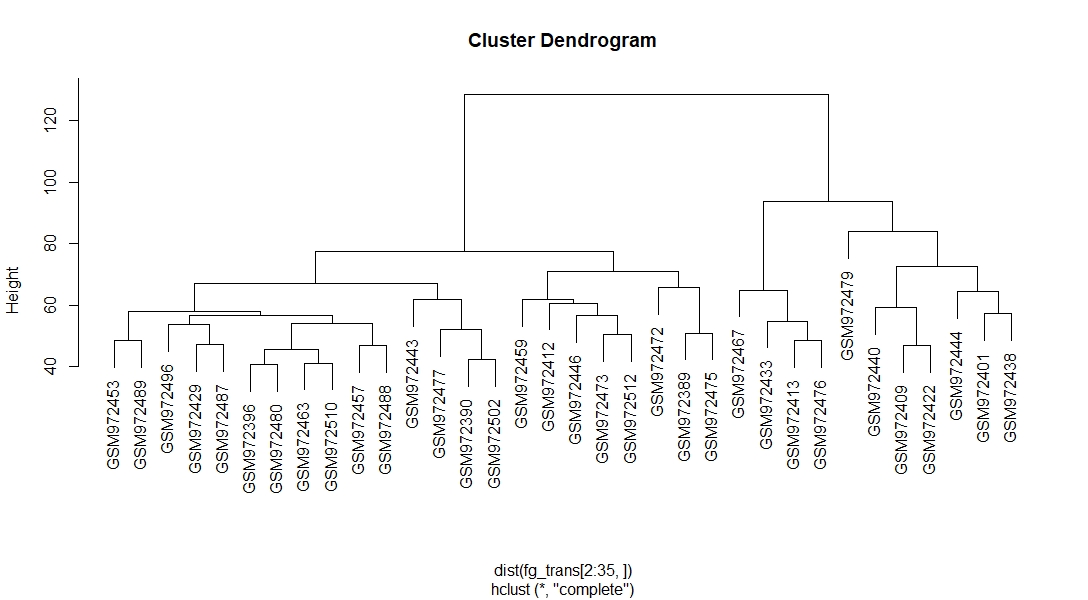 Cluster Dendrogram
Height
120
100
80
60
40
GSM972453
GSM972489
GSM972496
GSM972429
GSM972487
GSM972396
GSM972480
GSM972463
GSM972510
GSM972457
GSM972488
GSM972443
GSM972477
GSM972390
GSM972502
GSM972459
GSM972412
GSM972446
GSM972473
GSM972512
GSM972472
GSM972389
GSM972475
GSM972467
GSM972433
GSM972413
GSM972476
GSM972479
GSM972440
GSM972409
GSM972422
GSM972444
GSM972401
GSM972438
dist(fg_trans[2:35, ])
hclust (*, "complete")